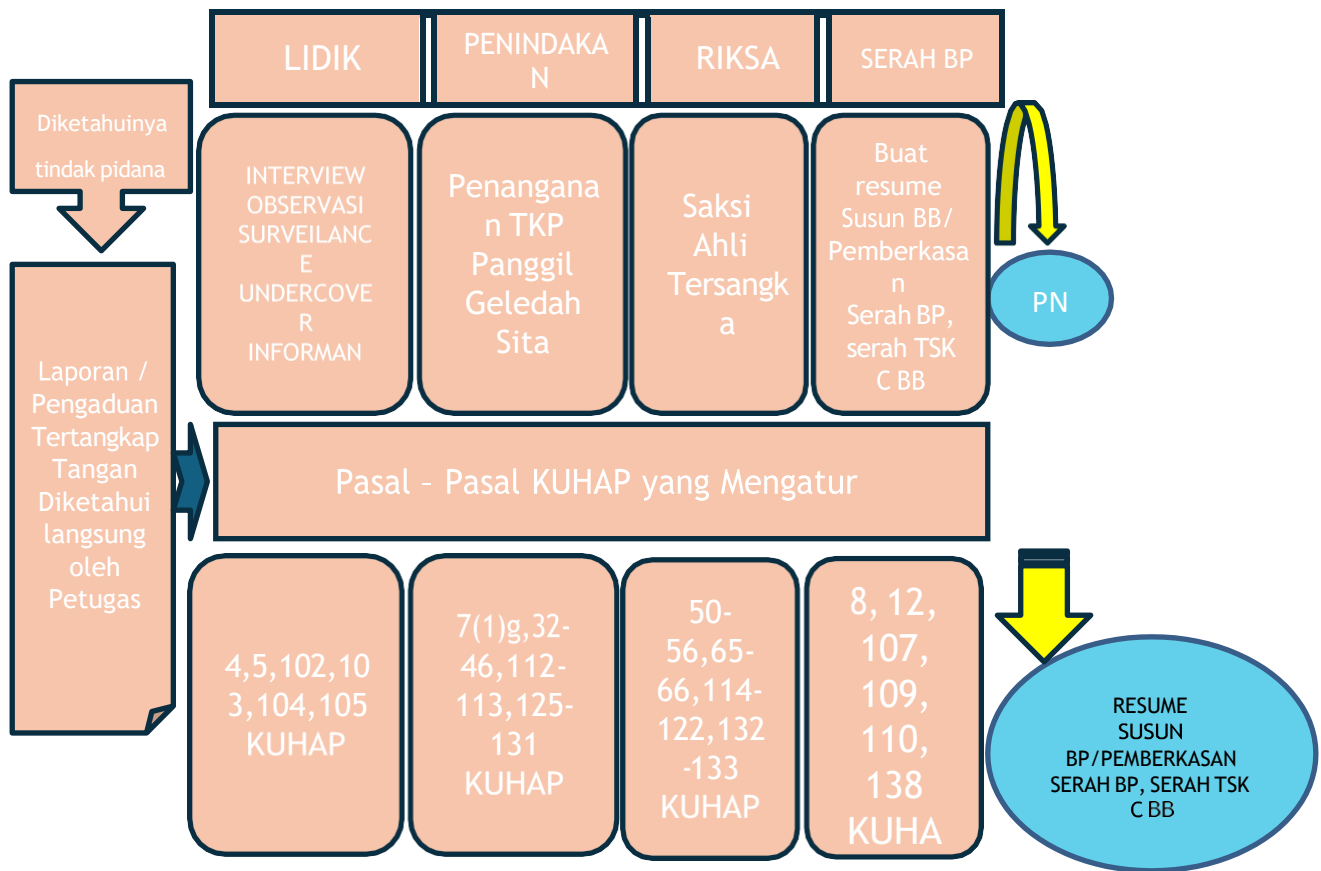 LIDIK
PENINDAKA
N
RIKSA
SERAH BP
Diketahuinya
tindak pidana
INTERVIEW
OBSERVASI
SURVEILANC
E
UNDERCOVE
R
INFORMAN
Penangana
n TKP
Panggil
Geledah
Sita
Saksi
Ahli
Tersangk
a
Buat
resume
Susun BB/
Pemberkasa
n
Serah BP,
serah TSK
C BB
PN
Laporan /
Pengaduan
Tertangkap
Tangan
Diketahui
langsung
oleh
Petugas
Pasal – Pasal KUHAP yang Mengatur
4,5,102,10
3,104,105
KUHAP
7(1)g,32-
46,112-
113,125-
131
KUHAP
50-
56,65-
66,114-
122,132
-133
KUHAP
8, 12,
107,
109,
110,
138
KUHA
RESUME
SUSUN
BP/PEMBERKASAN
SERAH BP, SERAH TSK
C BB